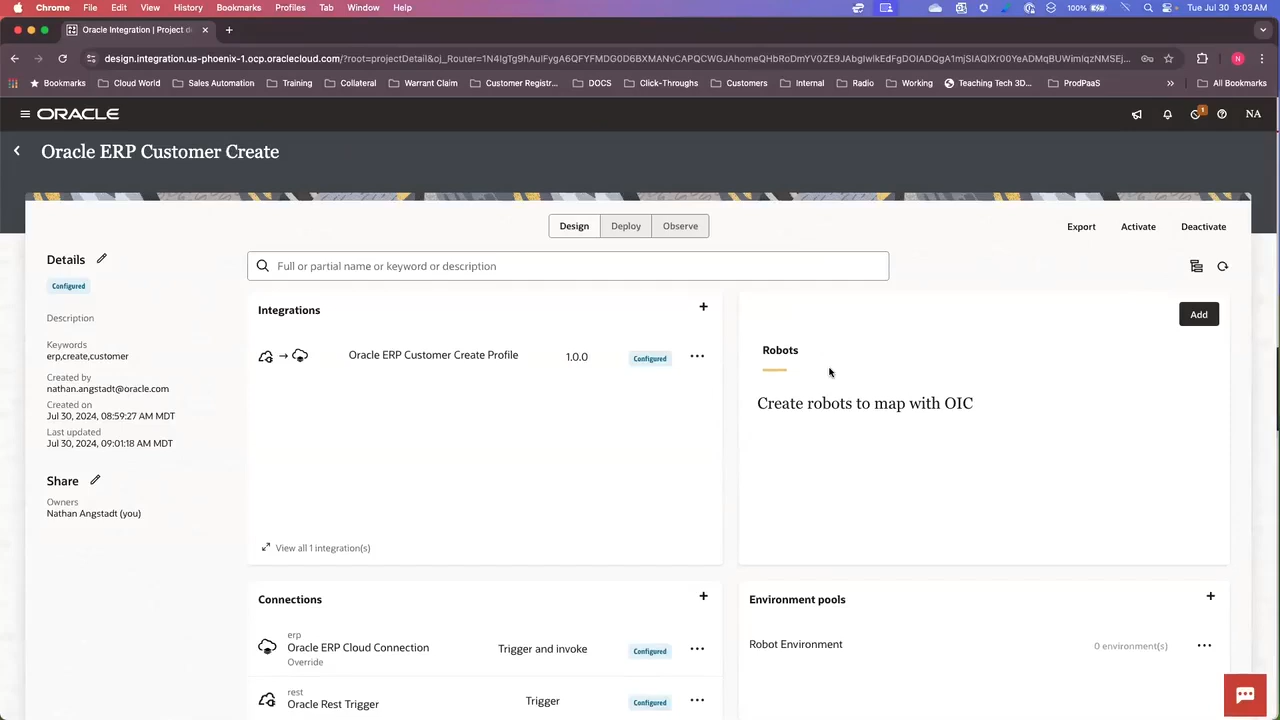 Chrome File Edit View History Bookmarks Profiles Tab Window Help 100% Tue Jul 30 9:03 AM
Oracle Integration | Project d
design.integration.us-phoenix-1.ocp.oraclecloud.com/?root=projectDetail&oj_Router=
Bookmarks Cloud World Sales Automation Training Collateral Warrant Claim Customer Registr... DOCS Click-Throughs Customers Internal Radio Working Teaching Tech 3D... ProdPaaS » All Bookmarks
ORACLE 1 NA
Oracle ERP Customer Create
Design Deploy Observe Export Activate Deactivate
Details
Full or partial name or keyword or description
Configured
Description
Keywords
erp,create,customer
Created by
nathan.angstadt@oracle.com
Created on
Jul 30, 2024, 08:59:27 AM MDT
Last updated
Jul 30, 2024, 09:01:18 AM MDT
Share
Owners
Nathan Angstadt (you)
Integrations
Oracle ERP Customer Create Profile 1.0.0 Configured
View all 1 integration(s)
Add
Robots
Create robots to map with OIC
Connections
erp
Oracle ERP Cloud Connection Trigger and invoke Configured
Override
rest
Oracle Rest Trigger Trigger Configured
Environment pools
Robot Environment 0 environment(s)